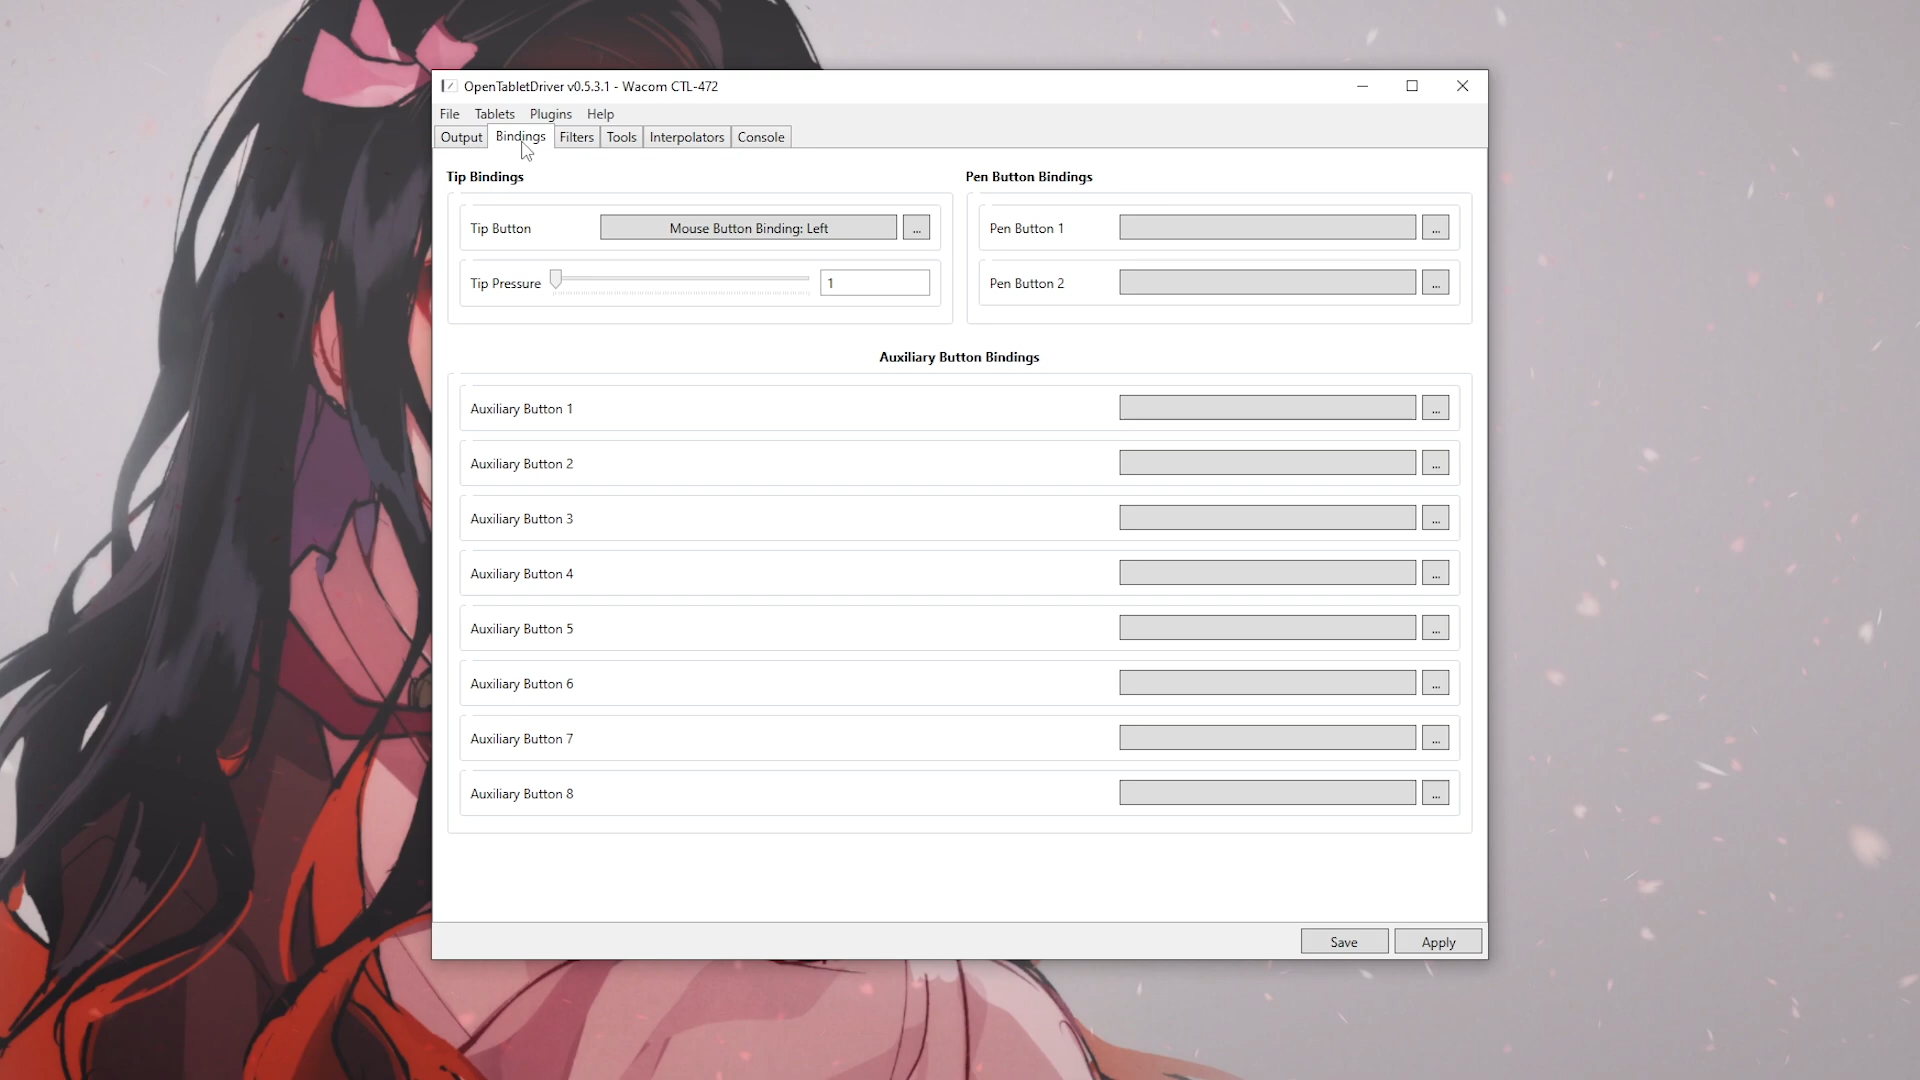 OpenTabletDriver v0.5.3.1 - Wacom CTL-472
File Tablets Plugins Help
Output Bindings Filters Tools Interpolators Console
Tip Bindings
Tip Button Mouse Button Binding: Left ...
Tip Pressure 1
Pen Button Bindings
Pen Button 1 ...
Pen Button 2 ...
Auxiliary Button Bindings
Auxiliary Button 1 ...
Auxiliary Button 2 ...
Auxiliary Button 3 ...
Auxiliary Button 4 ...
Auxiliary Button 5 ...
Auxiliary Button 6 ...
Auxiliary Button 7 ...
Auxiliary Button 8 ...
Save Apply